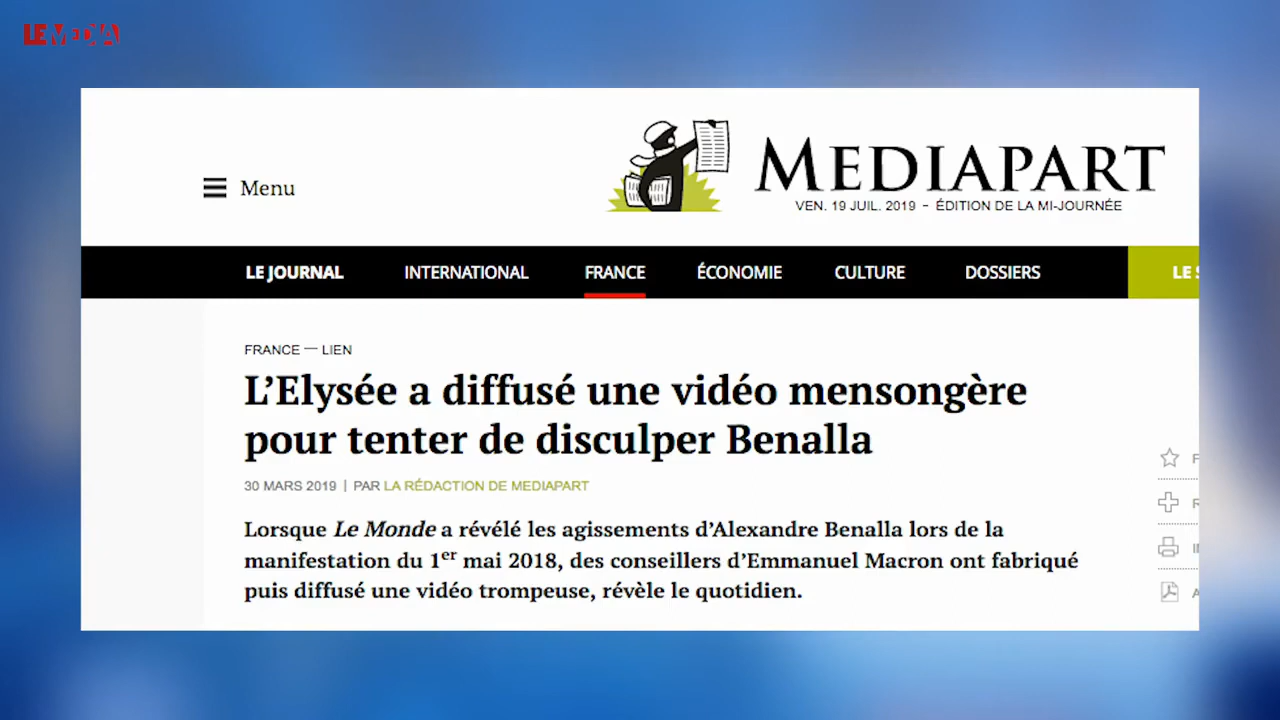 LE MEDIA
Menu
MEDIAPART
VEN. 19 JUIL. 2019 - ÉDITION DE LA MI-JOURNÉE
LE JOURNAL INTERNATIONAL FRANCE ÉCONOMIE CULTURE DOSSIERS LE S
FRANCE — LIEN
L’Elysée a diffusé une vidéo mensongère
pour tenter de disculper Benalla
30 MARS 2019 | PAR LA RÉDACTION DE MEDIAPART
Lorsque Le Monde a révélé les agissements d’Alexandre Benalla lors de la
manifestation du 1er mai 2018, des conseillers d’Emmanuel Macron ont fabriqué
puis diffusé une vidéo trompeuse, révèle le quotidien.